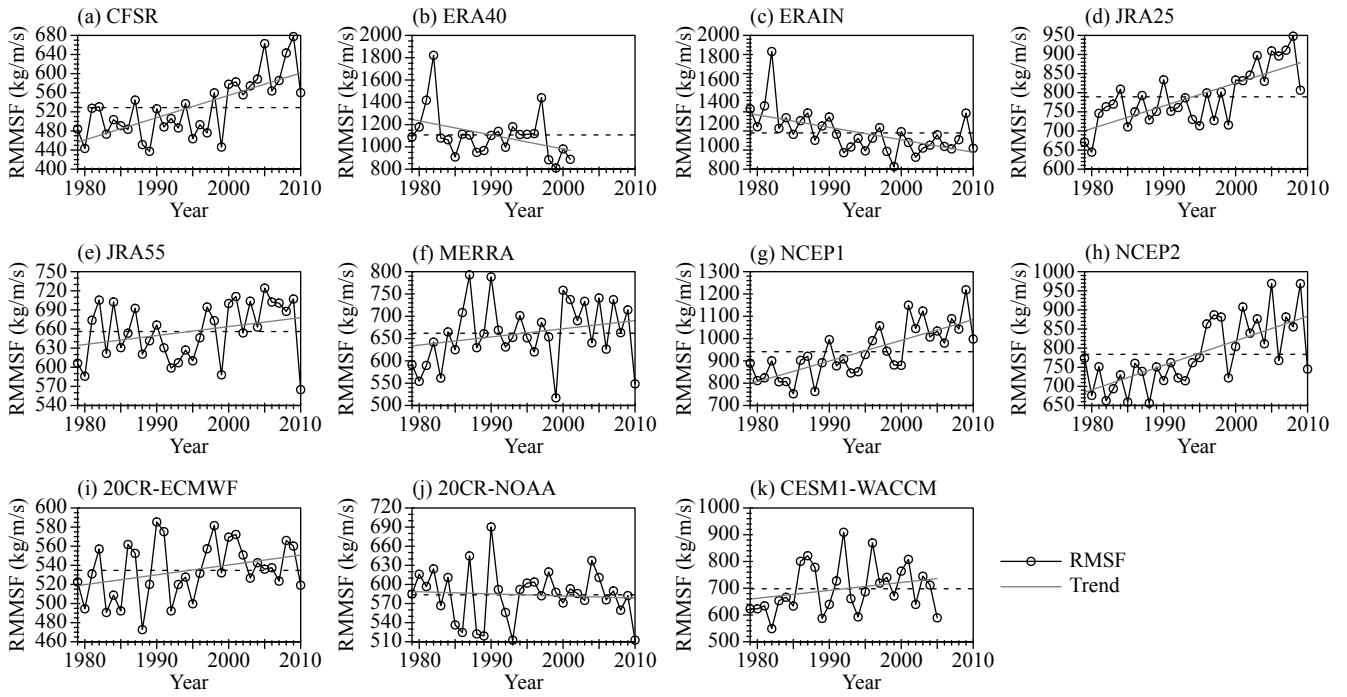 (a) CFSR
RMMSF (kg/m/s)
680
640
600
560
520
480
440
400
1980 1990 2000 2010
Year
(b) ERA40
RMMSF (kg/m/s)
2000
1800
1600
1400
1200
1000
800
1980 1990 2000 2010
Year
(c) ERAIN
RMMSF (kg/m/s)
2000
1800
1600
1400
1200
1000
800
1980 1990 2000 2010
Year
(d) JRA25
RMMSF (kg/m/s)
950
900
850
800
750
700
650
600
1980 1990 2000 2010
Year
(e) JRA55
RMMSF (kg/m/s)
750
720
690
660
630
600
570
540
1980 1990 2000 2010
Year
(f) MERRA
RMMSF (kg/m/s)
800
750
700
650
600
550
500
1980 1990 2000 2010
Year
(g) NCEP1
RMMSF (kg/m/s)
1300
1200
1100
1000
900
800
700
1980 1990 2000 2010
Year
(h) NCEP2
RMMSF (kg/m/s)
1000
950
900
850
800
750
700
650
1980 1990 2000 2010
Year
(i) 20CR-ECMWF
RMMSF (kg/m/s)
600
580
560
540
520
500
480
460
1980 1990 2000 2010
Year
(j) 20CR-NOAA
RMMSF (kg/m/s)
720
690
660
630
600
570
540
510
1980 1990 2000 2010
Year
(k) CESM1-WACCM
RMMSF (kg/m/s)
1000
900
800
700
600
500
1980 1990 2000 2010
Year
RMSF
Trend